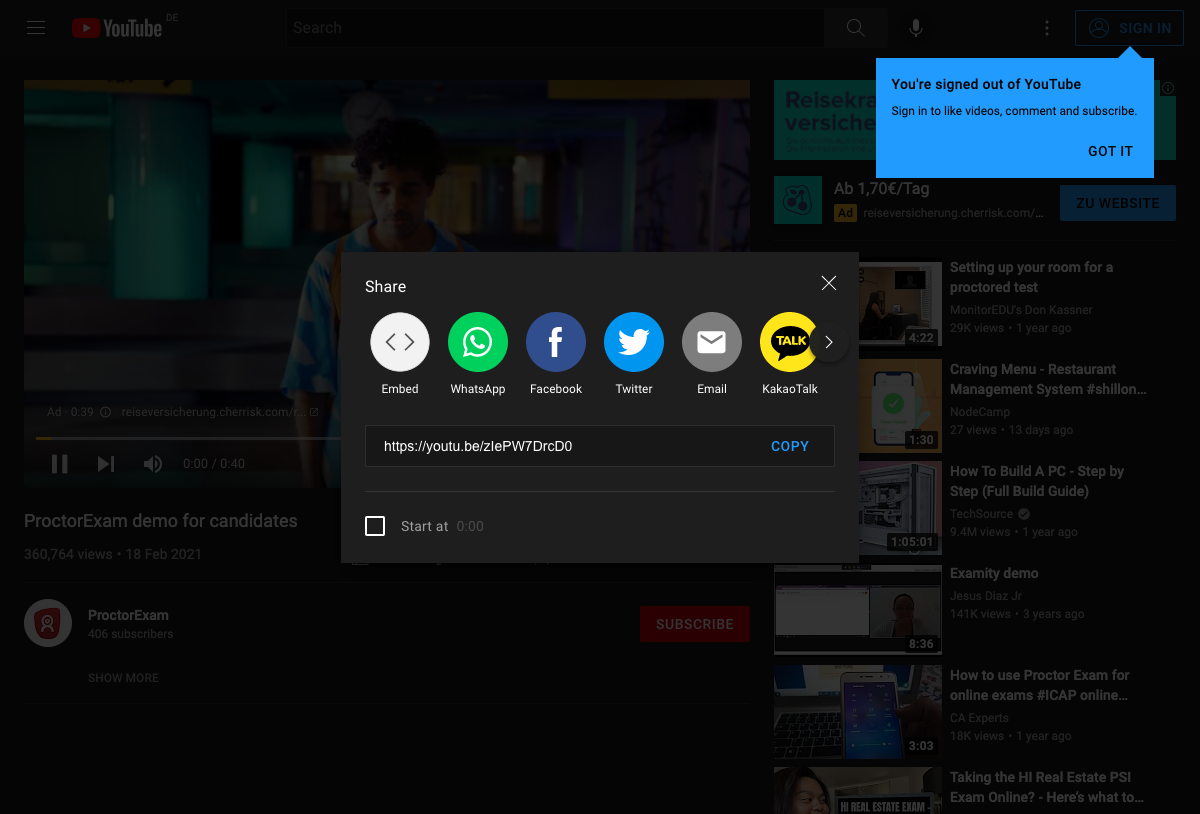 YouTube DE
Search
SIGN IN
You're signed out of YouTube
Sign in to like videos, comment and subscribe.
GOT IT
Reisekra
versiche
Ab 1,70€/Tag
Ad reiseversicherung.cherrisk.com/...
ZU WEBSITE
Share
TALK
Embed
WhatsApp
Facebook
Twitter
Email
KakaoTalk
https://youtu.be/zIePW7DrcD0
COPY
Start at 0:00
Ad · 0:39 reiseversicherung.cherrisk.com/r...
0:00 / 0:40
ProctorExam demo for candidates
360,764 views • 18 Feb 2021
ProctorExam
406 subscribers
SUBSCRIBE
SHOW MORE
4:22
Setting up your room for a
proctored test
MonitorEDU's Don Kassner
29K views • 1 year ago
1:30
Craving Menu - Restaurant
Management System #shillon...
NodeCamp
27 views • 13 days ago
1:05:01
How To Build A PC - Step by
Step (Full Build Guide)
TechSource
9.4M views • 1 year ago
8:36
Examity demo
Jesus Diaz Jr
141K views • 3 years ago
3:03
How to use Proctor Exam for
online exams #ICAP online...
CA Experts
18K views • 1 year ago
HI REAL ESTATE EXAM -
Taking the HI Real Estate PSI
Exam Online? - Here's what to...